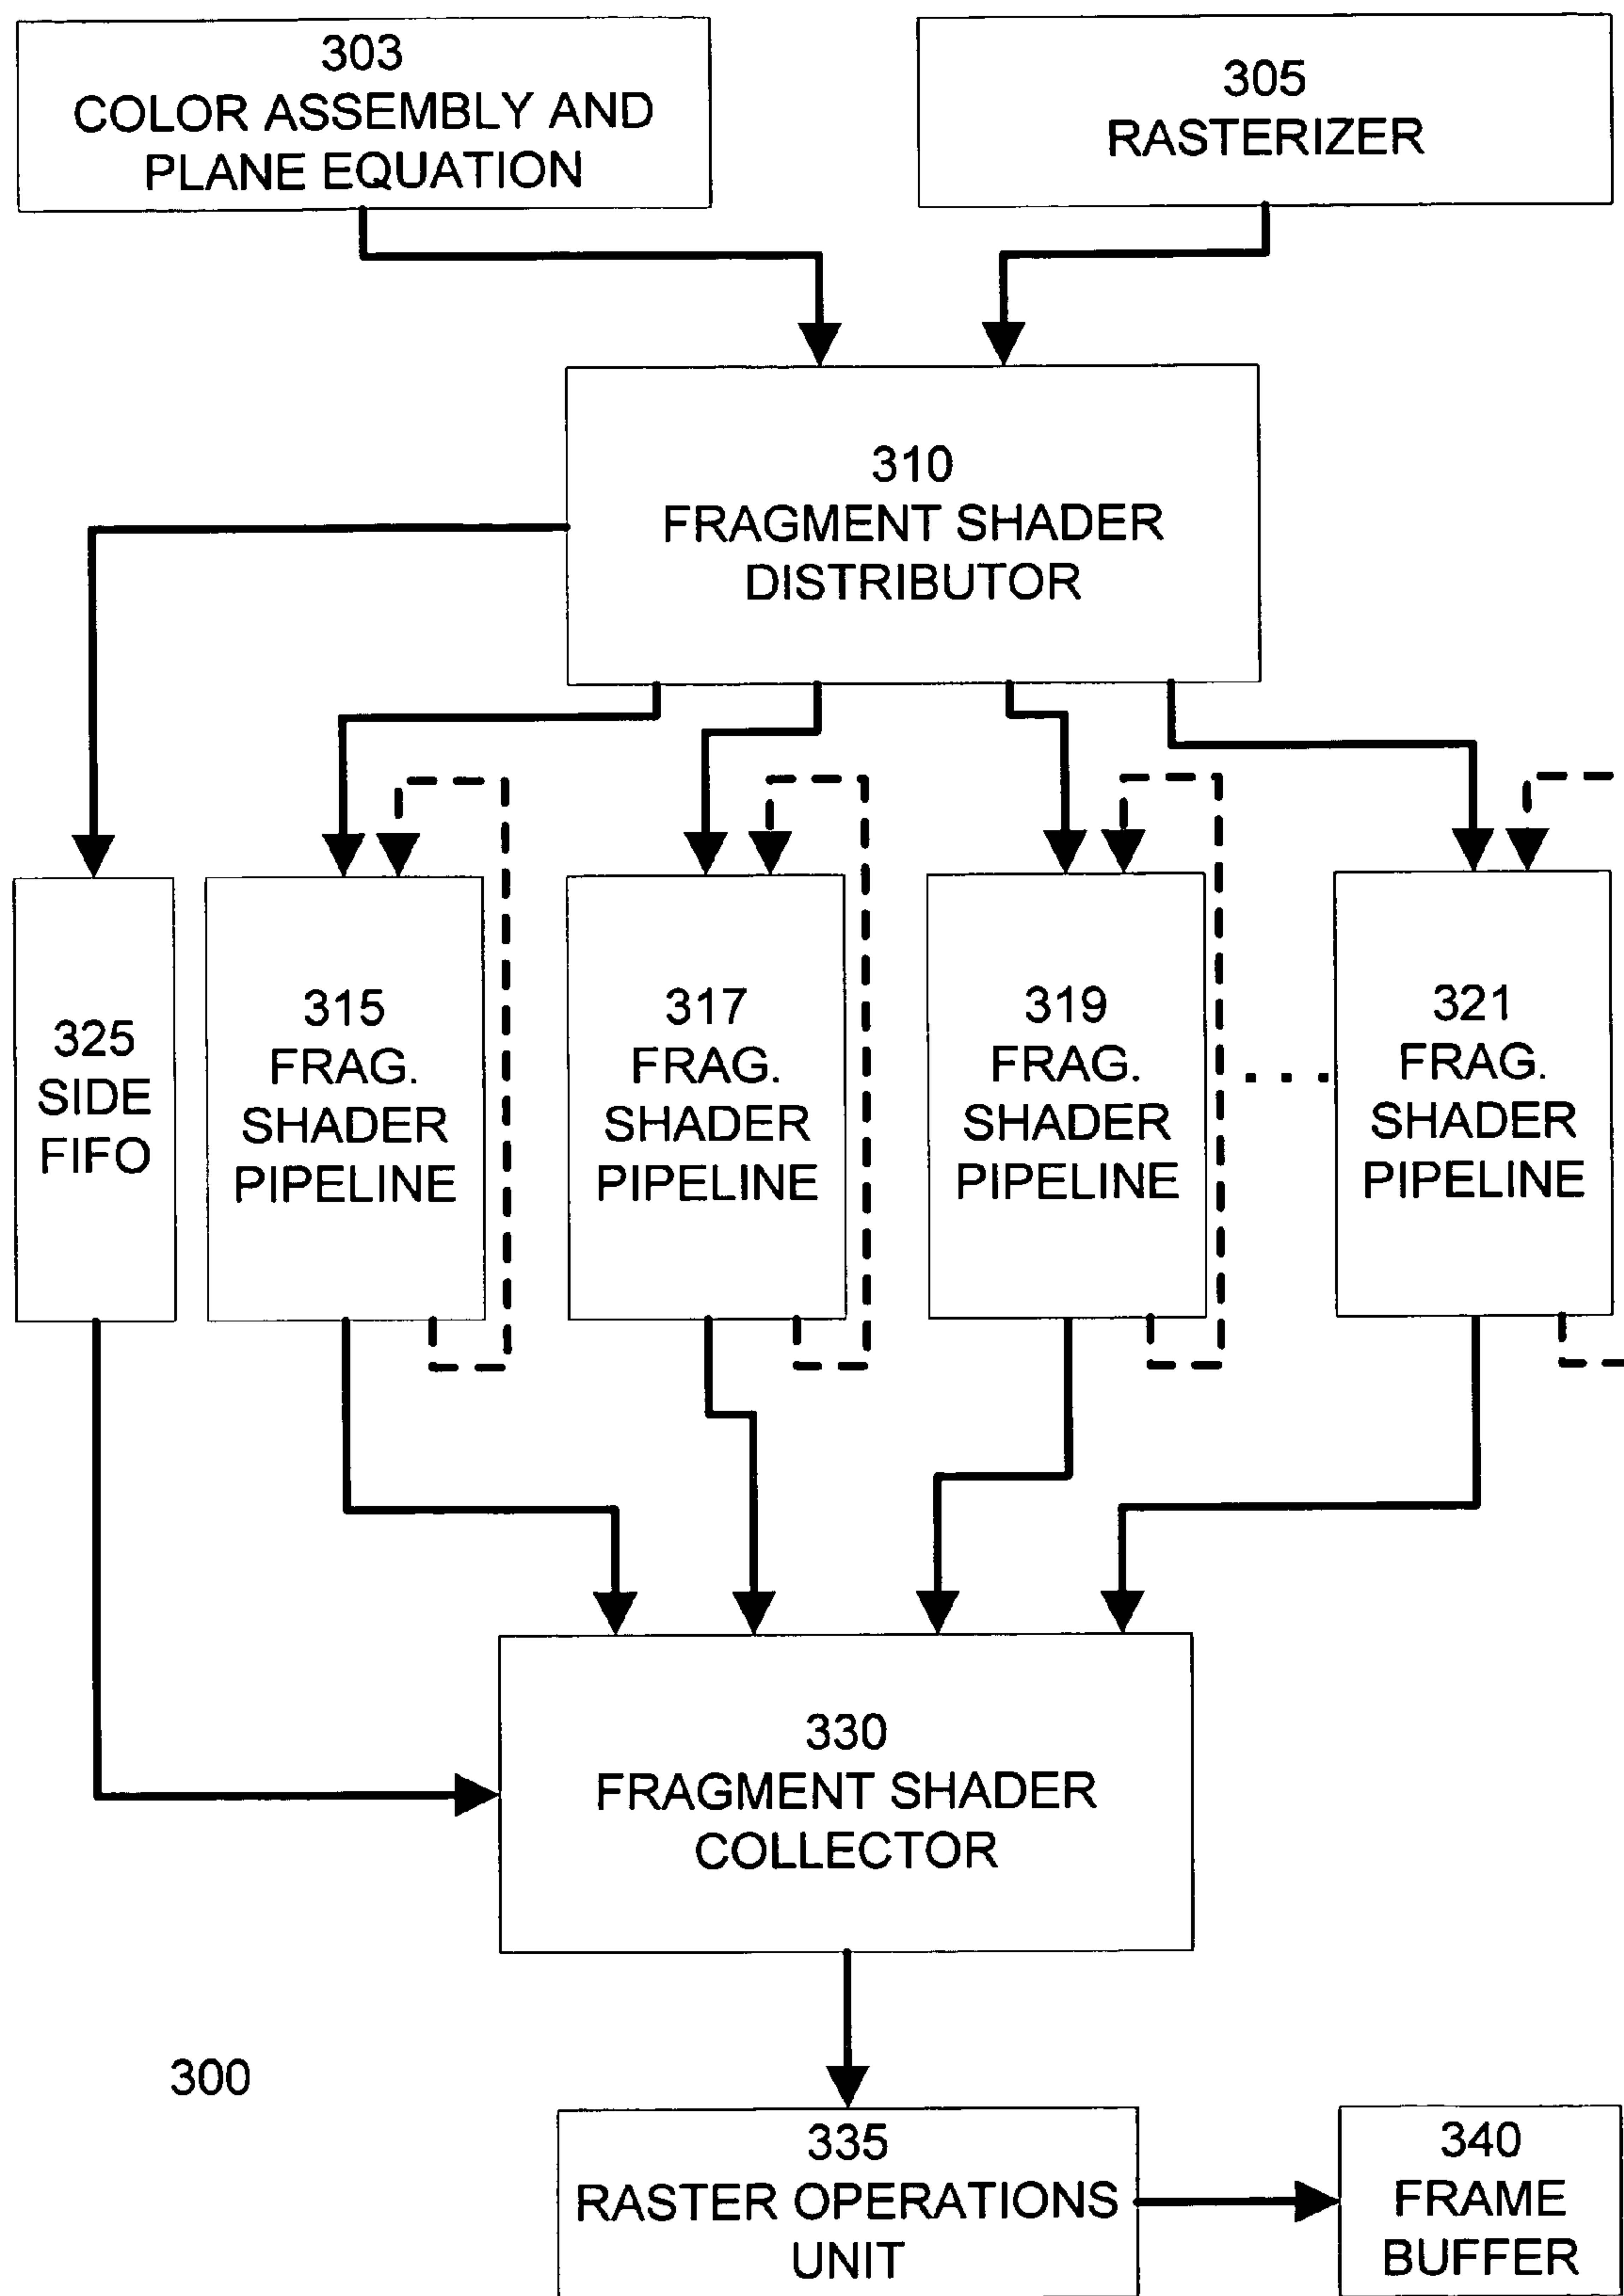 303
COLOR ASSEMBLY AND
PLANE EQUATION
305
RASTERIZER
310
FRAGMENT SHADER
DISTRIBUTOR
325
SIDE
FIFO
315
FRAG.
SHADER
PIPELINE
317
FRAG.
SHADER
PIPELINE
319
FRAG.
SHADER
PIPELINE
. . .
321
FRAG.
SHADER
PIPELINE
330
FRAGMENT SHADER
COLLECTOR
300
335
RASTER OPERATIONS
UNIT
340
FRAME
BUFFER